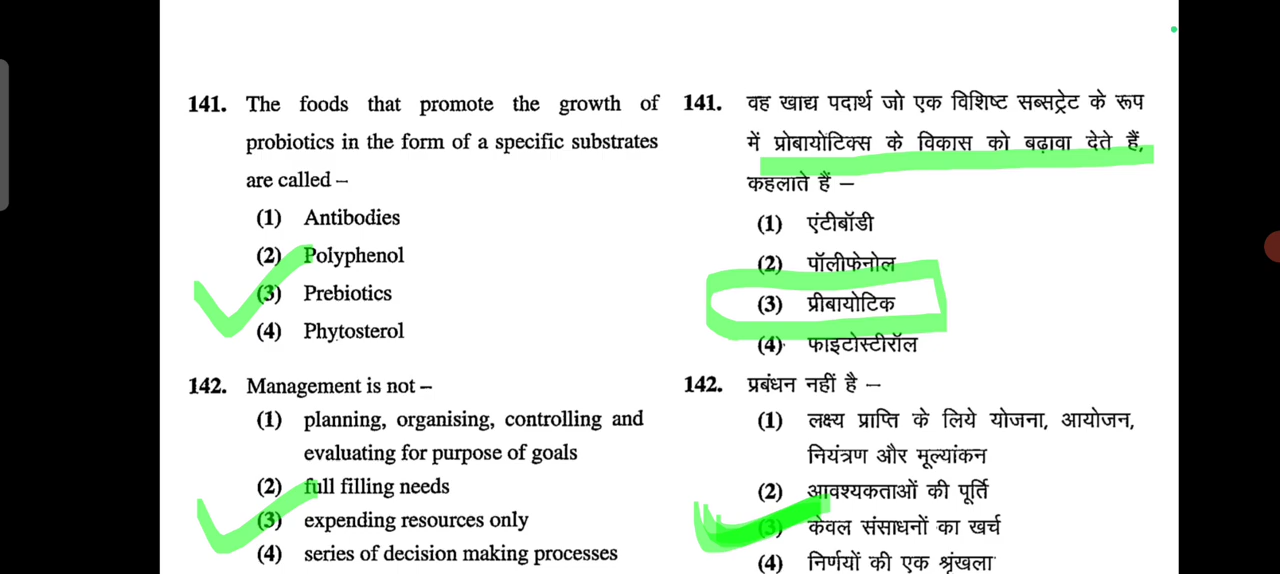 141. The foods that promote the growth of
probiotics in the form of a specific substrates
are called –
(1) Antibodies
(2) Polyphenol
(3) Prebiotics
(4) Phytosterol
142. Management is not –
(1) planning, organising, controlling and
evaluating for purpose of goals
(2) full filling needs
(3) expending resources only
(4) series of decision making processes
141. वह खाद्य पदार्थ जो एक विशिष्ट सब्सट्रेट के रूप
में प्रोबायोटिक्स के विकास को बढ़ावा देते हैं,
कहलाते हैं –
(1) एंटीबॉडी
(2) पॉलीफेनोल
(3) प्रीबायोटिक
(4) फाइटोस्टीरॉल
142. प्रबंधन नहीं है –
(1) लक्ष्य प्राप्ति के लिये योजना, आयोजन,
नियंत्रण और मूल्यांकन
(2) आवश्यकताओं की पूर्ति
(3) केवल संसाधनों का खर्च
(4) निर्णयों की एक श्रृंखला